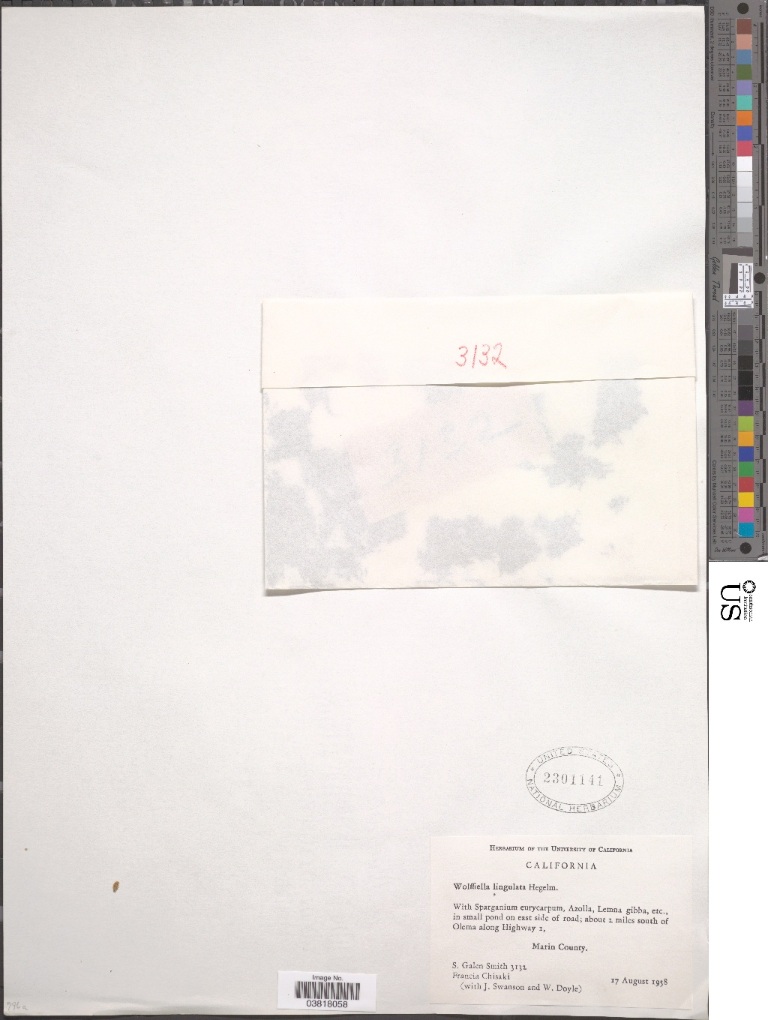 3132
UNITED STATES
2301141
NATIONAL HERBARIUM
HERBARIUM OF THE UNIVERSITY OF CALIFORNIA
CALIFORNIA
Wolffiella lingulata Hegelm.
With Sparganium eurycarpum, Azolla, Lemna gibba, etc.,
in small pond on east side of road; about 2 miles south of
Olema along Highway 1.
Marin County.
S. Galen Smith 3132
Francia Chisaki
(with J. Swanson and W. Doyle)
17 August 1958
Image No.
03818058
US